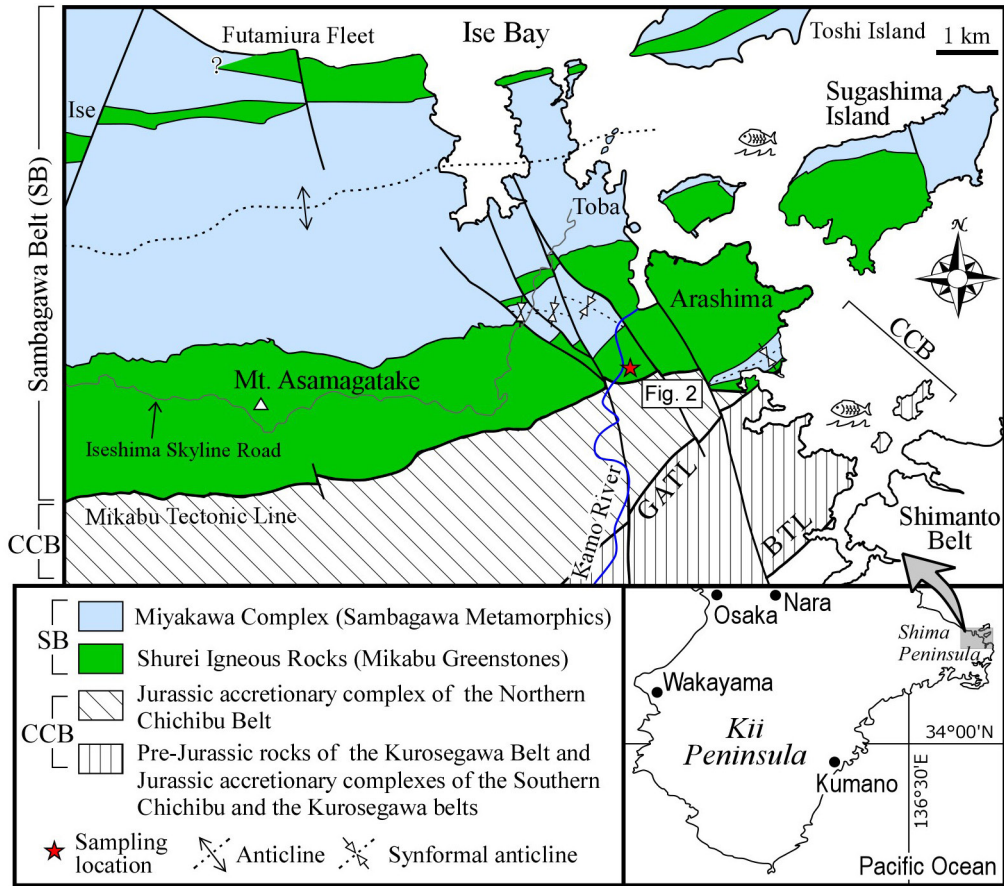 Futamiura Fleet
Ise Bay
Toshi Island
1 km
?
Ise
Sugashima
Island
Toba
N
Arashima
CCB
Sambagawa Belt (SB)
Mt. Asamagatake
Fig. 2
Iseshima Skyline Road
Mikabu Tectonic Line
CCB
Kamo River
GATL
BTL
Shimanto
Belt
SB
Miyakawa Complex (Sambagawa Metamorphics)
Shurei Igneous Rocks (Mikabu Greenstones)
CCB
Jurassic accretionary complex of the Northern
Chichibu Belt
Pre-Jurassic rocks of the Kurosegawa Belt and
Jurassic accretionary complexes of the Southern
Chichibu and the Kurosegawa belts
Sampling
location
Anticline
Synformal anticline
Osaka
Nara
Shima
Peninsula
Wakayama
Kii
Peninsula
34°00'N
Kumano
136°30'E
Pacific Ocean